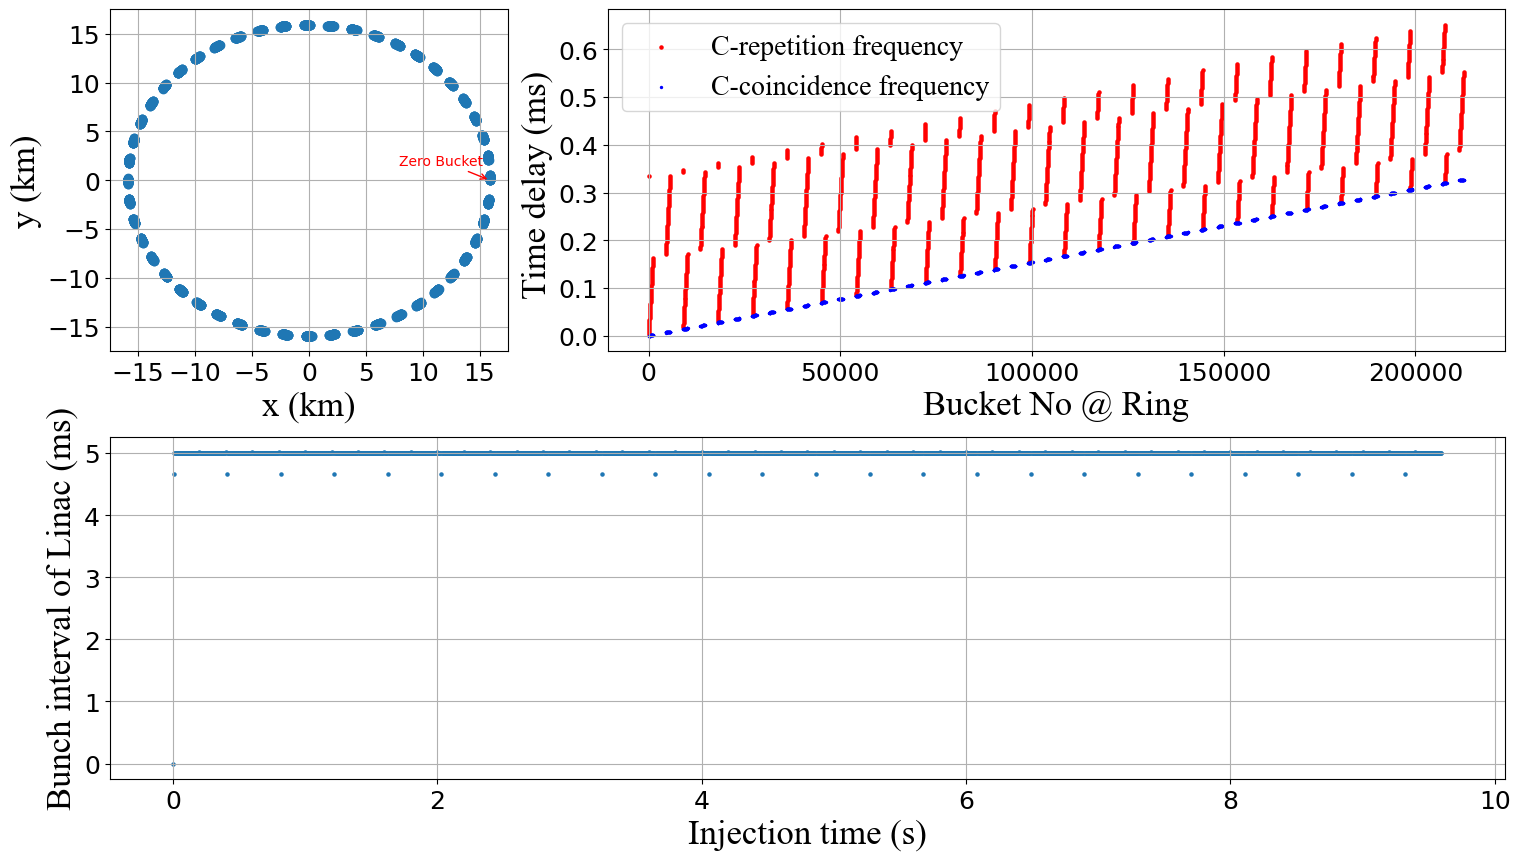 15
10
5
0
−5
−10
−15
y (km)
Zero Bucket
−15 −10 −5 0 5 10 15
x (km)
0.6
0.5
0.4
0.3
0.2
0.1
0.0
Time delay (ms)
C-repetition frequency
C-coincidence frequency
0 50000 100000 150000 200000
Bucket No @ Ring
5
4
3
2
1
0
Bunch interval of Linac (ms)
0 2 4 6 8 10
Injection time (s)